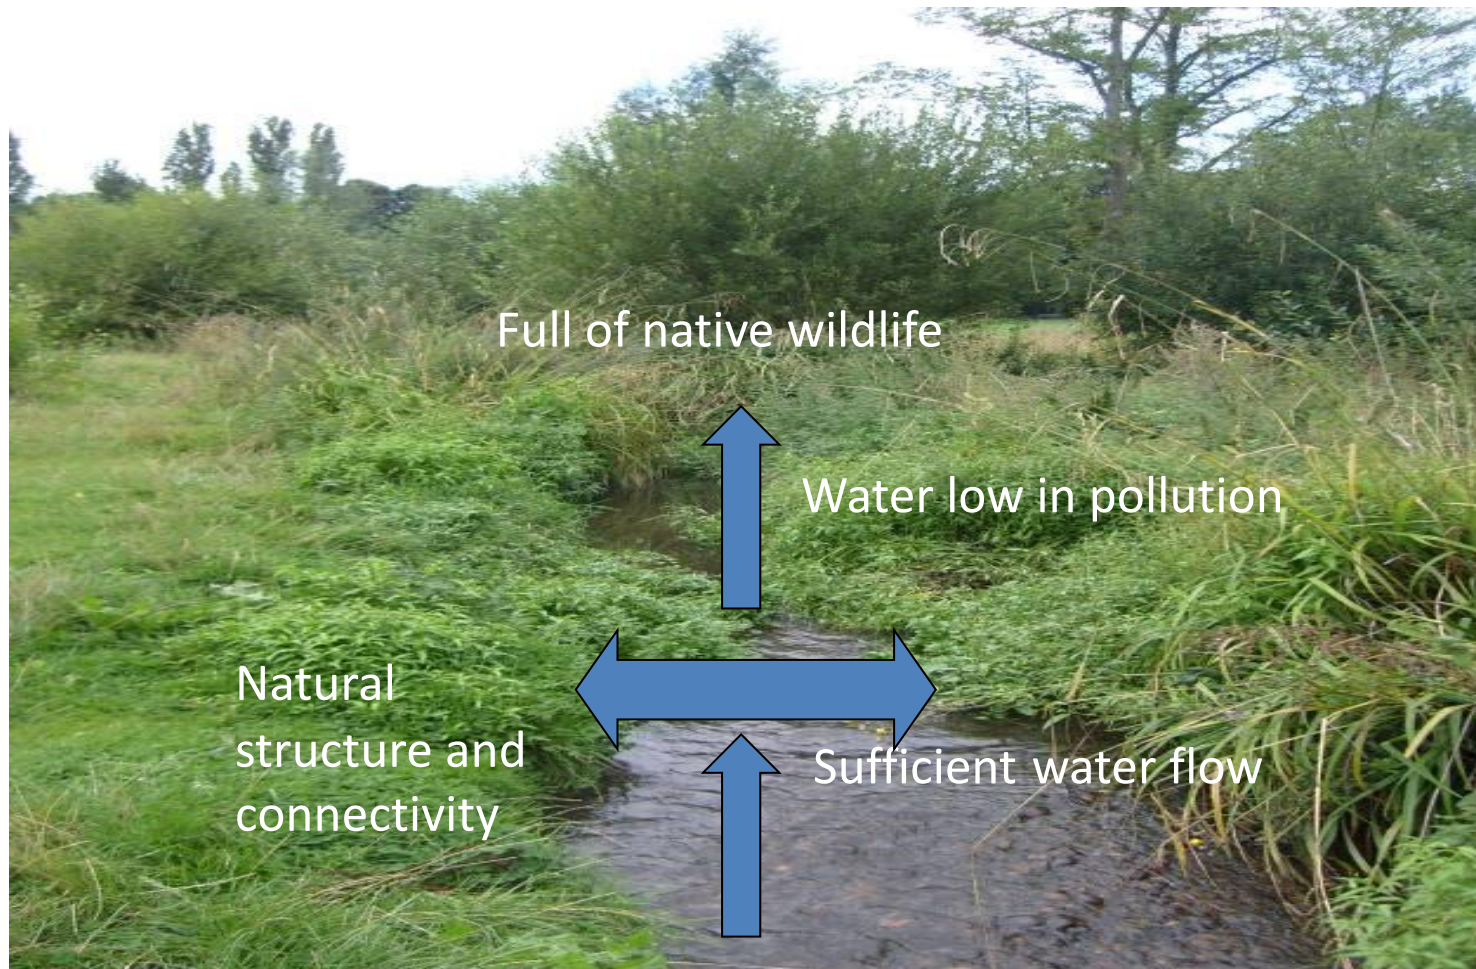 Full of native wildlife
Water low in pollution
Natural
structure and
connectivity
Sufficient water flow